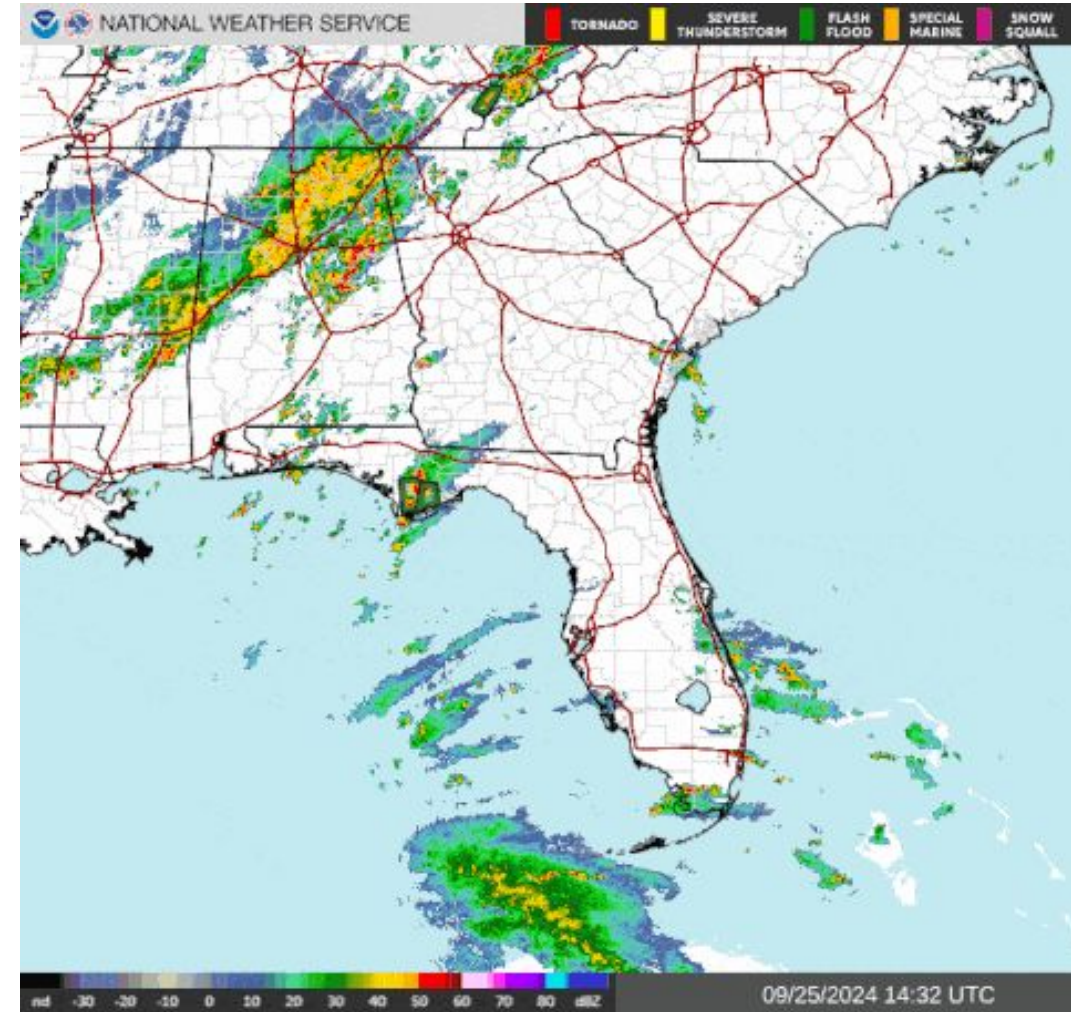 NATIONAL WEATHER SERVICE
TORNADO
SEVERE
THUNDERSTORM
FLASH
FLOOD
SPECIAL
MARINE
SNOW
SQUALL
nd -30 -20 -10 0 10 20 30 40 50 60 70 80 dBZ
09/25/2024 14:32 UTC